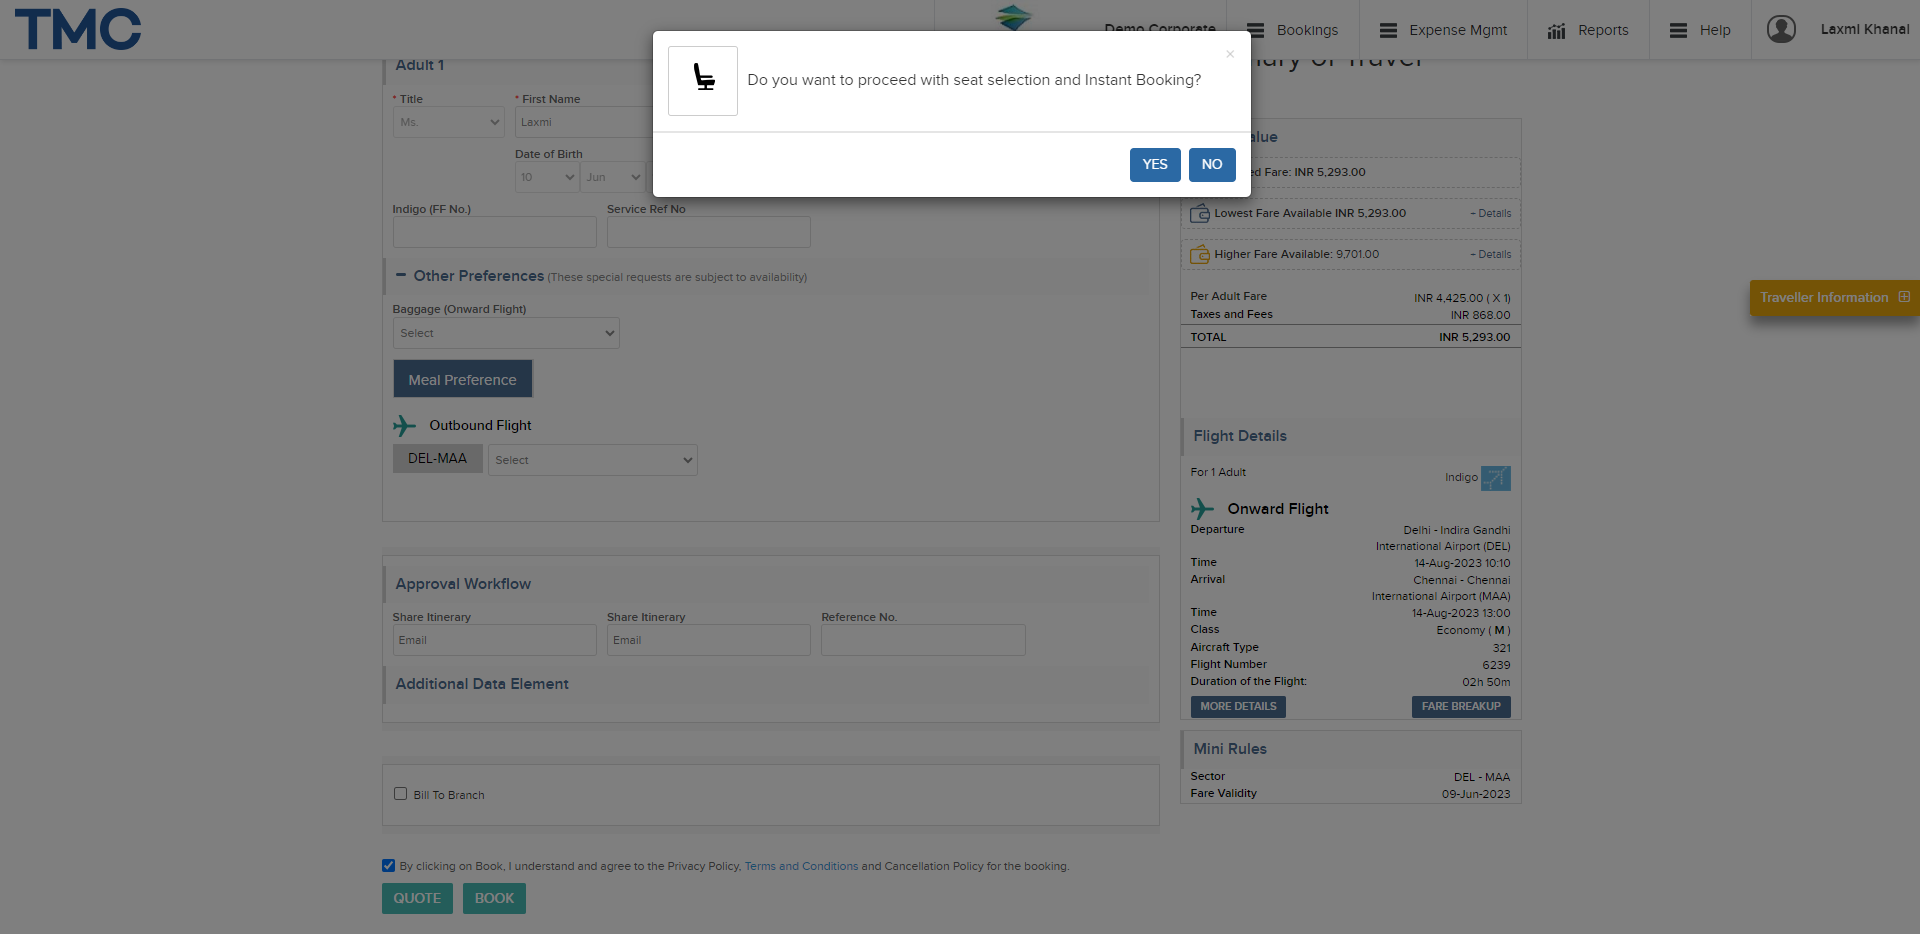 TMC
Demo Corporate
Bookings
Expense Mgmt
Reports
Help
Laxmi Khanal
×
Do you want to proceed with seat selection and Instant Booking?
YES
NO
Adult 1
* Title
* First Name
Ms.
Laxmi
Date of Birth
10
Jun
Indigo (FF No.)
Service Ref No
Other Preferences (These special requests are subject to availability)
Baggage (Onward Flight)
Select
Meal Preference
Outbound Flight
DEL-MAA
Select
Approval Workflow
Share Itinerary
Share Itinerary
Reference No.
Email
Email
Additional Data Element
Bill To Branch
By clicking on Book, I understand and agree to the Privacy Policy, Terms and Conditions and Cancellation Policy for the booking.
QUOTE
BOOK
of Travel
Fare: INR 5,293.00
Lowest Fare Available INR 5,293.00
- Details
Higher Fare Available: 9,701.00
- Details
Per Adult Fare
INR 4,425.00 ( X 1)
Taxes and Fees
INR 868.00
TOTAL
INR 5,293.00
Flight Details
For 1 Adult
Indigo
Onward Flight
Departure
Delhi - Indira Gandhi
International Airport (DEL)
Time
14-Aug-2023 10:10
Arrival
Chennai - Chennai
International Airport (MAA)
Time
14-Aug-2023 13:00
Class
Economy ( M )
Aircraft Type
321
Flight Number
6239
Duration of the Flight:
02h 50m
MORE DETAILS
FARE BREAKUP
Mini Rules
Sector
DEL - MAA
Fare Validity
09-Jun-2023
Traveller Information